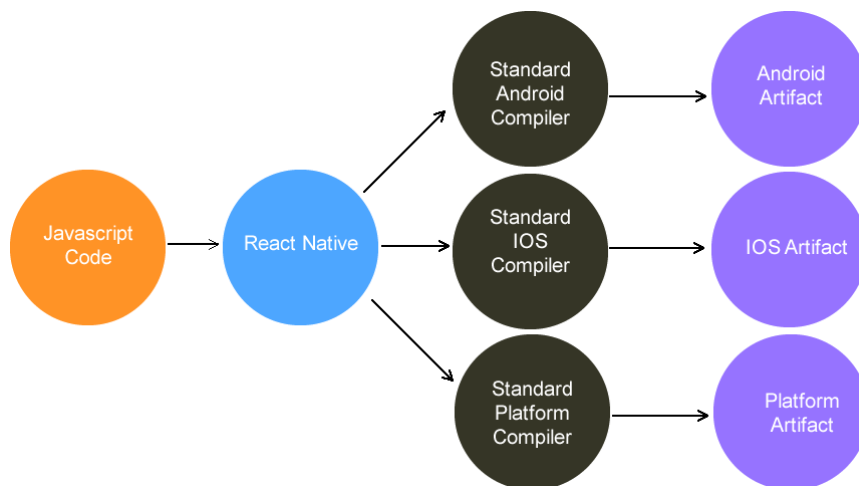 Javascript
Code
React Native
Standard
Android
Compiler
Android
Artifact
Standard
IOS
Compiler
IOS Artifact
Standard
Platform
Compiler
Platform
Artifact